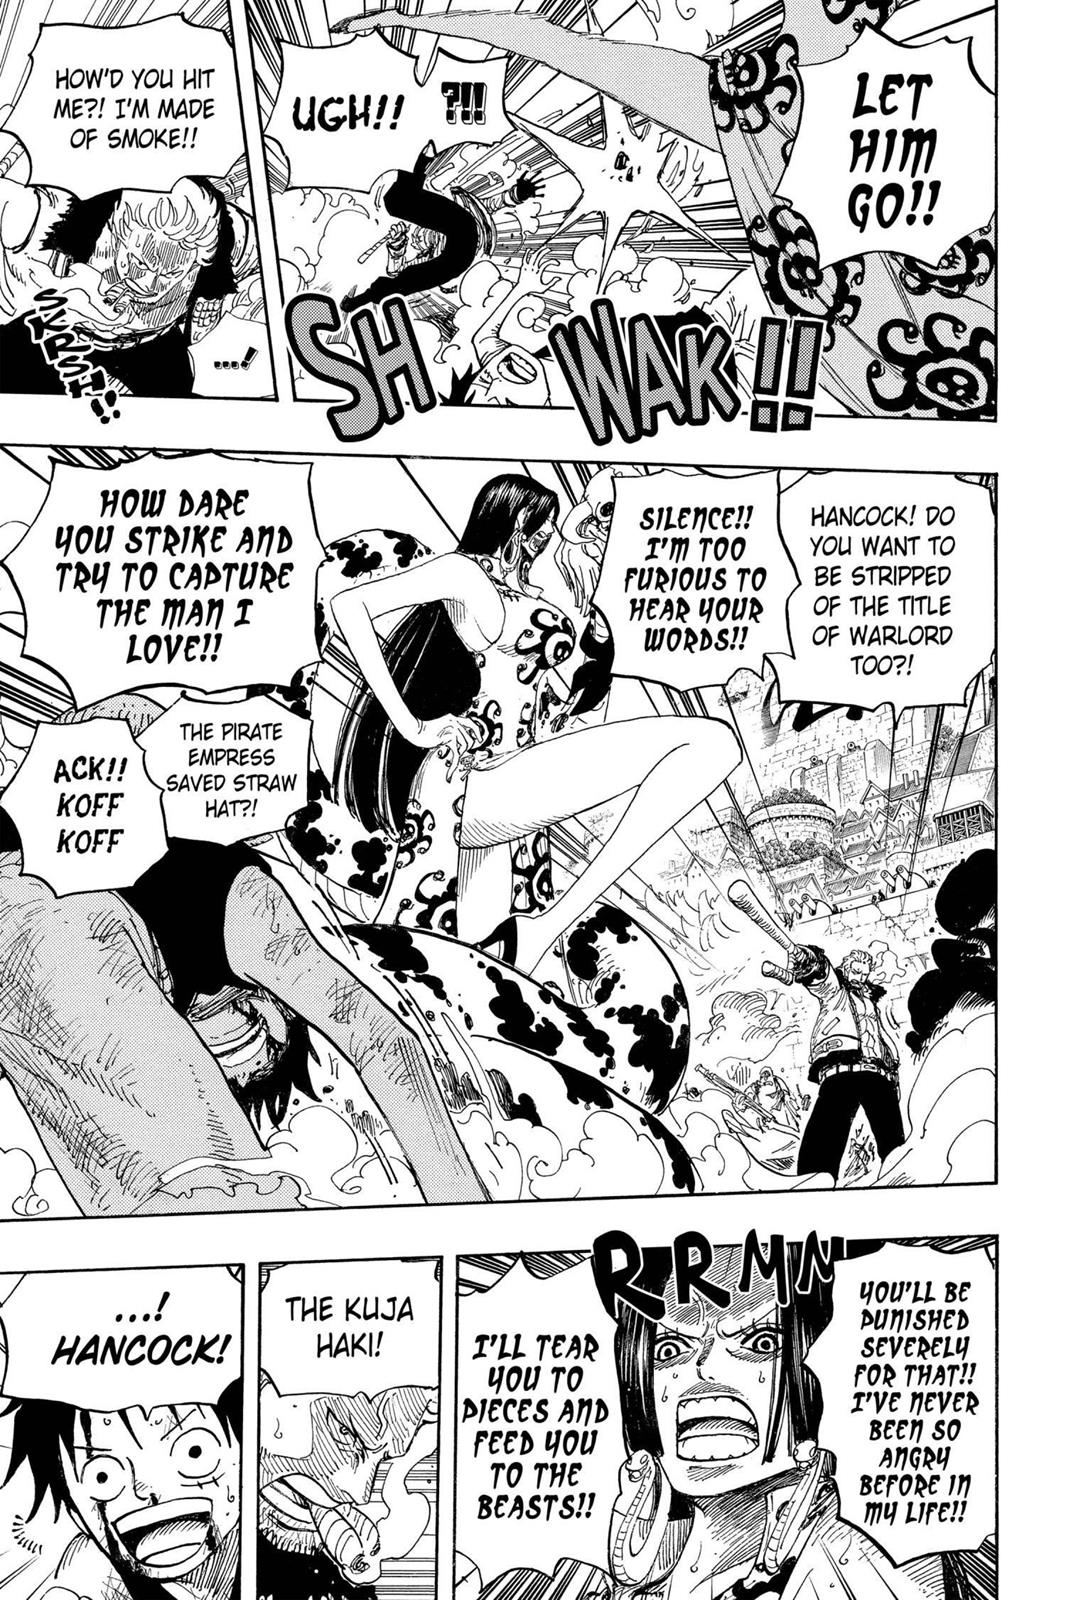 LET
HIM
GO!!
?!!
UGH!!
SHWAK!!
HOW'D YOU HIT
ME?! I'M MADE
OF SMOKE!!
SKRSH!!
...!
HANCOCK! DO
YOU WANT TO
BE STRIPPED
OF THE TITLE
OF WARLORD
TOO?!
SILENCE!!
I'M TOO
FURIOUS TO
HEAR YOUR
WORDS!!
HOW DARE
YOU STRIKE AND
TRY TO CAPTURE
THE MAN I
LOVE!!
THE PIRATE
EMPRESS
SAVED STRAW
HAT?!
ACK!!
KOFF
KOFF
YOU'LL BE
PUNISHED
SEVERELY
FOR THAT!!
I'VE NEVER
BEEN SO
ANGRY
BEFORE IN
MY LIFE!!
RRMM
I'LL TEAR
YOU TO
PIECES AND
FEED YOU
TO THE
BEASTS!!
THE KUJA
HAKI!
...!
HANCOCK!